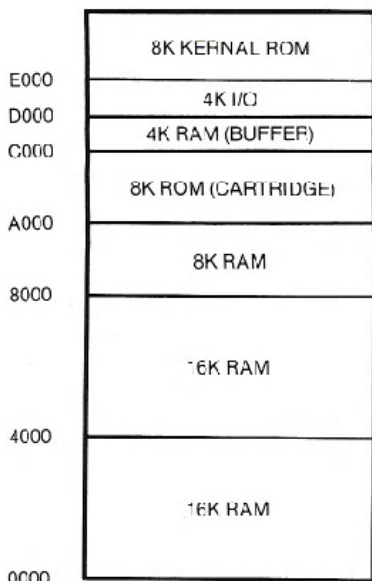 8K KERNAL ROM
E000
4K I/O
D000
4K RAM (BUFFER)
C000
8K ROM (CARTRIDGE)
A000
8K RAM
8000
16K RAM
4000
16K RAM
0000